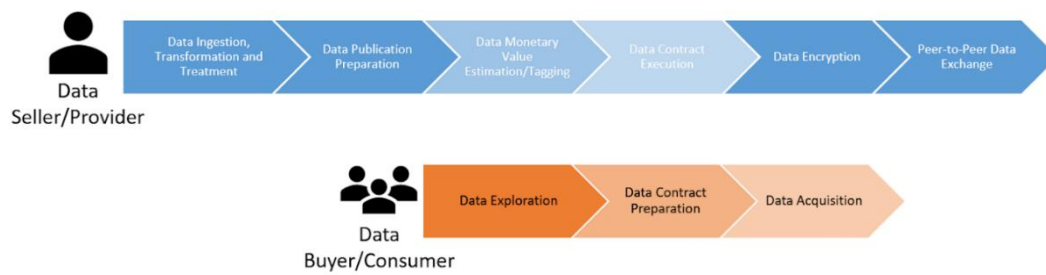 Data Ingestion,
Transformation and
Treatment
Data Publication
Preparation
Data Monetary
Value
Estimation/Tagging
Data Contract
Execution
Data Encryption
Peer-to-Peer Data
Exchange
Data
Seller/Provider
Data Exploration
Data Contract
Preparation
Data Acquisition
Data
Buyer/Consumer